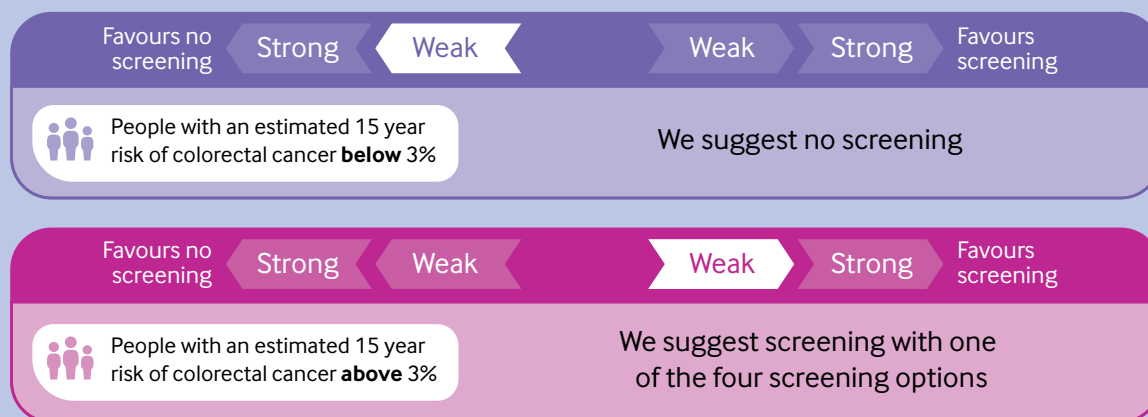 Favours no
screening
Strong
Weak
Weak
Strong
Favours
screening
People with an estimated 15 year
risk of colorectal cancer below 3%
We suggest no screening
Favours no
screening
Strong
Weak
Weak
Strong
Favours
screening
People with an estimated 15 year
risk of colorectal cancer above 3%
We suggest screening with one
of the four screening options